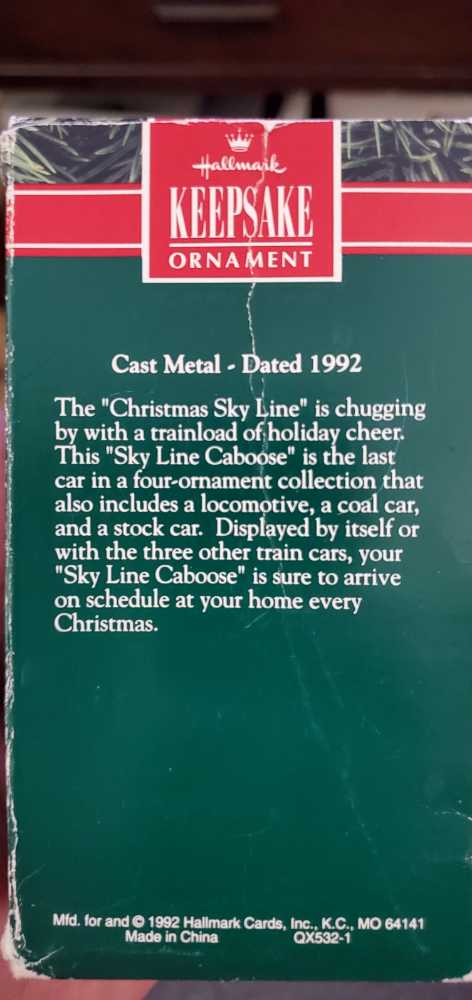 Hallmark
KEEPSAKE
ORNAMENT
Cast Metal - Dated 1992
The "Christmas Sky Line" is chugging
by with a trainload of holiday cheer.
This "Sky Line Caboose" is the last
car in a four-ornament collection that
also includes a locomotive, a coal car,
and a stock car. Displayed by itself or
with the three other train cars, your
"Sky Line Caboose" is sure to arrive
on schedule at your home every
Christmas.
Mfd. for and © 1992 Hallmark Cards, Inc., K.C., MO 64141
Made in China QX532-1